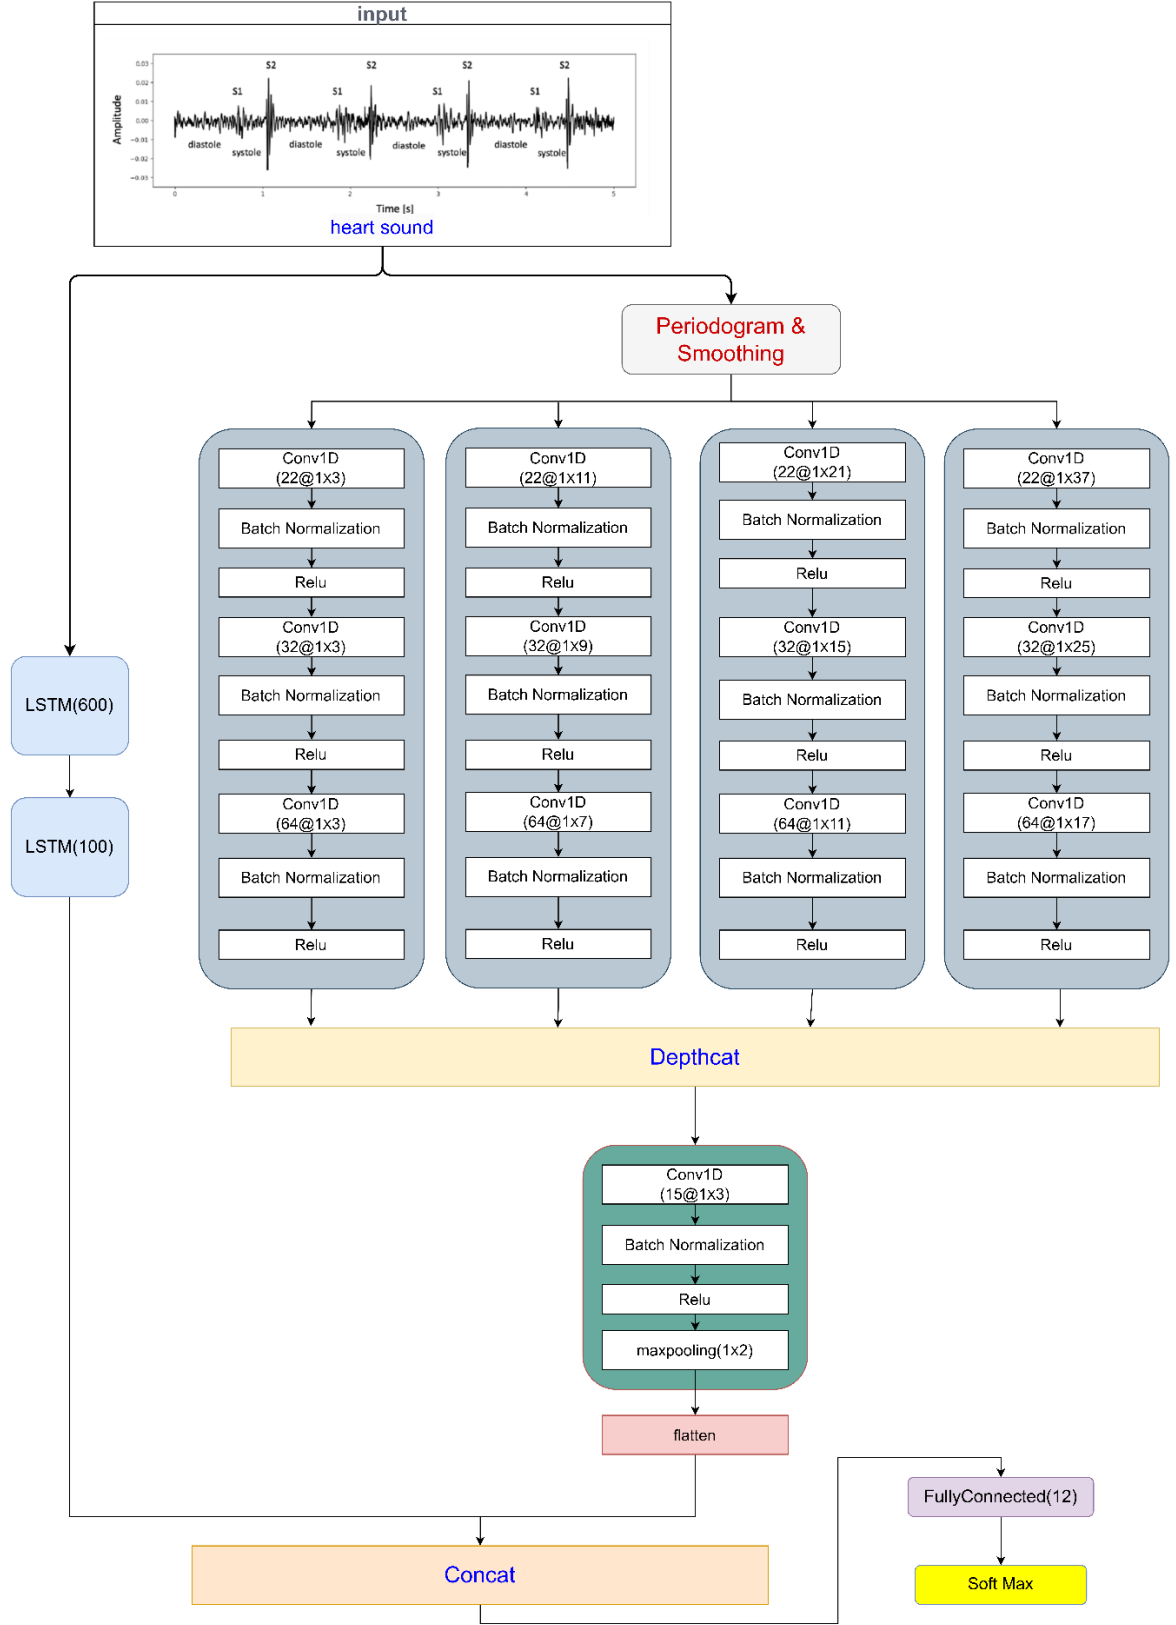 input
S2
S2
S2
S2
S1
S1
S1
S1
0.03
0.02
0.01
0.00
−0.01
−0.02
−0.03
Amplitude
diastole
systole
diastole
systole
diastole
systole
diastole
systole
0
1
2
3
4
5
Time [s]
heart sound
Periodogram &
Smoothing
LSTM(600)
LSTM(100)
Conv1D
(22@1x3)
Batch Normalization
Relu
Conv1D
(32@1x3)
Batch Normalization
Relu
Conv1D
(64@1x3)
Batch Normalization
Relu
Conv1D
(22@1x11)
Batch Normalization
Relu
Conv1D
(32@1x9)
Batch Normalization
Relu
Conv1D
(64@1x7)
Batch Normalization
Relu
Conv1D
(22@1x21)
Batch Normalization
Relu
Conv1D
(32@1x15)
Batch Normalization
Relu
Conv1D
(64@1x11)
Batch Normalization
Relu
Conv1D
(22@1x37)
Batch Normalization
Relu
Conv1D
(32@1x25)
Batch Normalization
Relu
Conv1D
(64@1x17)
Batch Normalization
Relu
Depthcat
Conv1D
(15@1x3)
Batch Normalization
Relu
maxpooling(1x2)
flatten
Concat
FullyConnected(12)
Soft Max